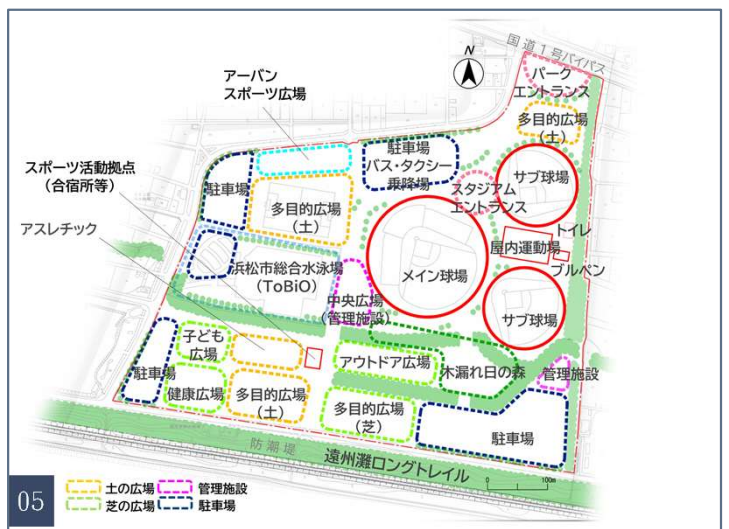 国道1号バイパス
N
パーク
エントランス
アーバン
スポーツ広場
多目的広場
(土)
駐車場
バス・タクシー
乗降場
サブ球場
スポーツ活動拠点
(合宿所等)
駐車場
スタジアム
エントランス
多目的広場
(土)
アスレチック
トイレ
屋内運動場
ブルペン
メイン球場
浜松市総合水泳場
(ToBiO)
中央広場
(管理施設)
サブ球場
子ども
広場
アウトドア広場
木漏れ日の森
管理施設
駐車場
健康広場
多目的広場
(土)
多目的広場
(芝)
駐車場
防潮堤
遠州灘ロングトレイル
0
100m
05
土の広場
管理施設
芝の広場
駐車場